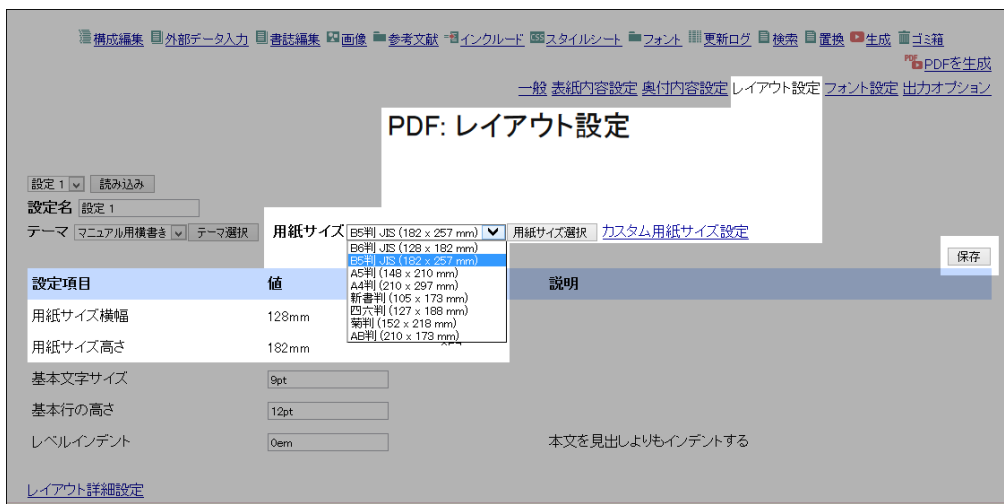 構成編集 外部データ入力 書誌編集 画像 参考文献 インクルード スタイルシート フォント 更新ログ 検索 置換 生成 ゴミ箱
PDFを生成
一般 表紙内容設定 奥付内容設定 レイアウト設定 フォント設定 出力オプション
PDF: レイアウト設定
設定 1 読み込み
設定名 設定 1
テーマ マニュアル用横書き テーマ選択 用紙サイズ B5判 JIS (182 x 257 mm) 用紙サイズ選択 カスタム用紙サイズ設定
B6判 JIS (128 x 182 mm)
B5判 JIS (182 x 257 mm)
A5判 (148 x 210 mm)
A4判 (210 x 297 mm)
新書判 (105 x 173 mm)
四六判 (127 x 188 mm)
菊判 (152 x 218 mm)
AB判 (210 x 173 mm)
保存
設定項目 値 説明
用紙サイズ横幅 128mm
用紙サイズ高さ 182mm
基本文字サイズ 9pt
基本行の高さ 12pt
レベルインデント 0em 本文を見出しよりもインデントする
レイアウト詳細設定